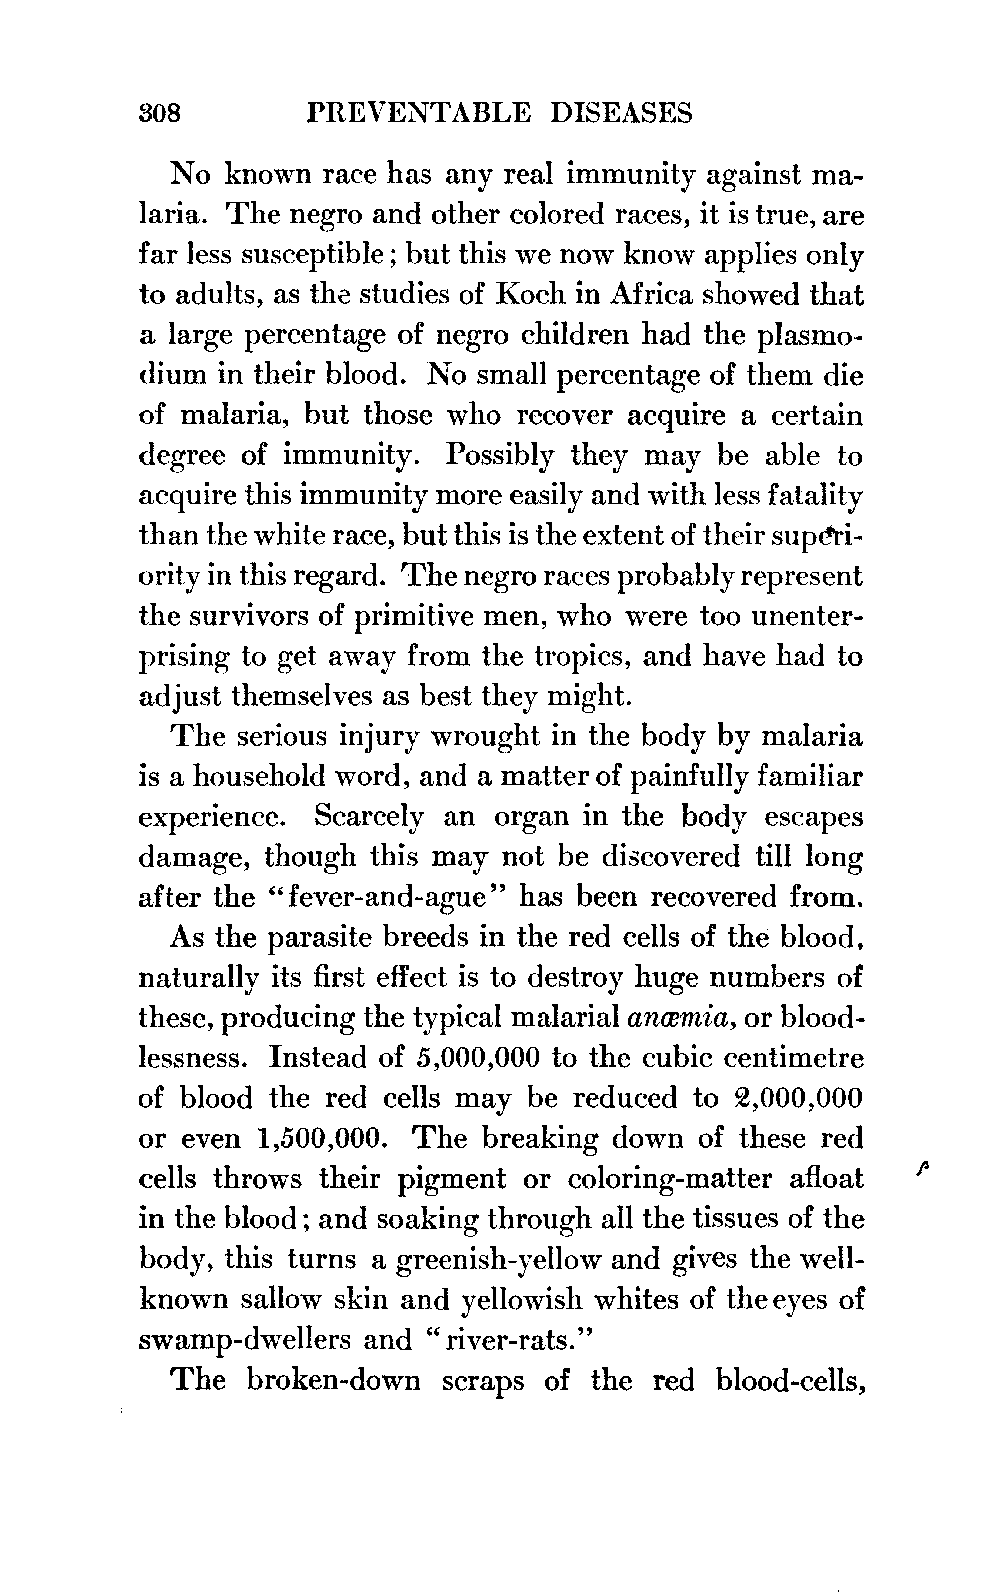 308 PREVENTABLE DISEASES
No known race has any real immunity against ma-
laria. The negro and other colored races, it is true, are
far less susceptible; but this we now know applies only
to adults, as the studies of Koch in Africa showed that
a large percentage of negro children had the plasmo-
dium in their blood. No small percentage of them die
of malaria, but those who recover acquire a certain
degree of immunity. Possibly they may be able to
acquire this immunity more easily and with less fatality
than the white race, but this is the extent of their superi-
ority in this regard. The negro races probably represent
the survivors of primitive men, who were too unenter-
prising to get away from the tropics, and have had to
adjust themselves as best they might.
The serious injury wrought in the body by malaria
is a household word, and a matter of painfully familiar
experience. Scarcely an organ in the body escapes
damage, though this may not be discovered till long
after the "fever-and-ague" has been recovered from.
As the parasite breeds in the red cells of the blood,
naturally its first effect is to destroy huge numbers of
these, producing the typical malarial anœmia, or blood-
lessness. Instead of 5,000,000 to the cubic centimetre
of blood the red cells may be reduced to 2,000,000
or even 1,500,000. The breaking down of these red
cells throws their pigment or coloring-matter afloat
in the blood; and soaking through all the tissues of the
body, this turns a greenish-yellow and gives the well-
known sallow skin and yellowish whites of the eyes of
swamp-dwellers and "river-rats."
The broken-down scraps of the red blood-cells,